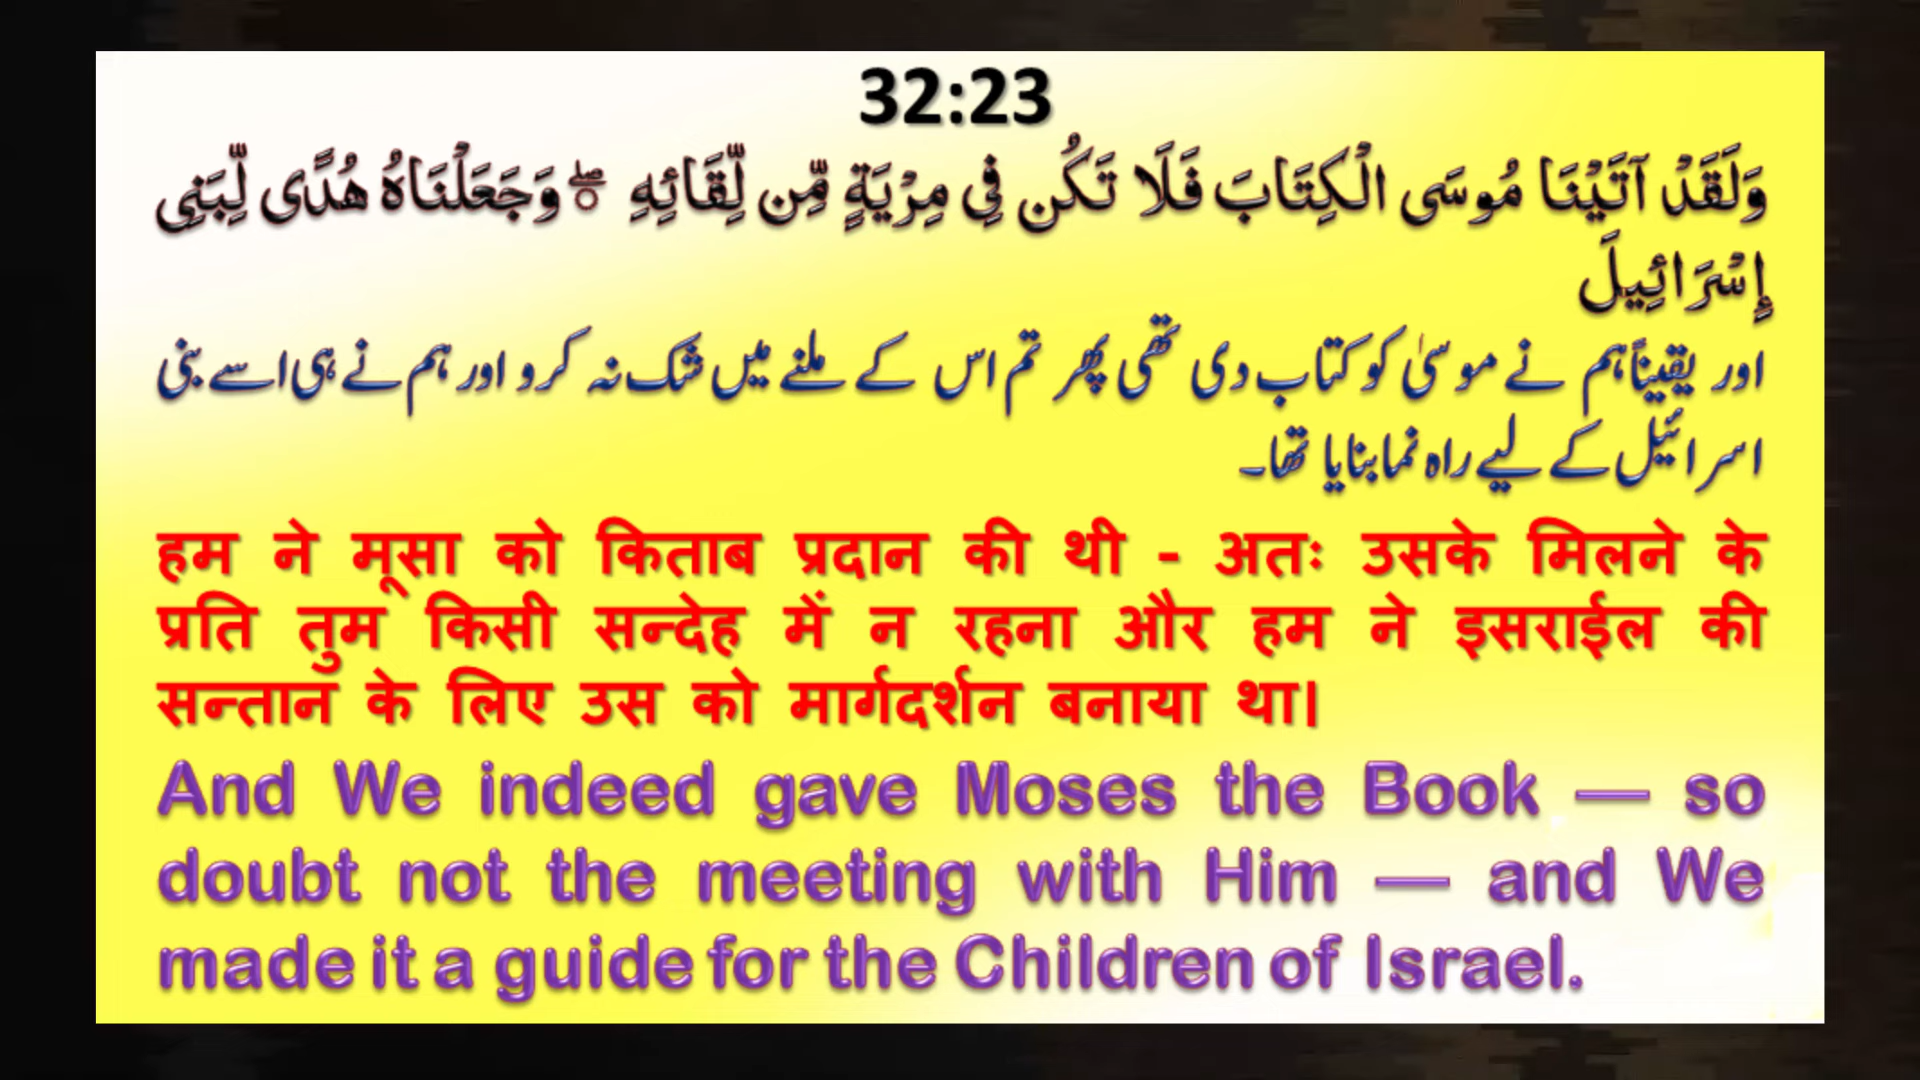 32:23
وَلَقَدْ آتَيْنَا مُوسَى الْكِتَابَ فَلَا تَكُن فِي مِرْيَةٍ مِّن لِّقَائِهِ ۖ وَجَعَلْنَاهُ هُدًى لِّبَنِي
إِسْرَائِيلَ
اور یقیناً ہم نے موسیٰ کو کتاب دی تھی پھر تم اس کے ملنے میں شک نہ کرو اور ہم نے ہی اسے بنی
اسرائیل کے لیے راہ نما بنایا تھا۔
हम ने मूसा को किताब प्रदान की थी - अतः उसके मिलने के
प्रति तुम किसी सन्देह में न रहना और हम ने इसराईल की
सन्तान के लिए उस को मार्गदर्शन बनाया था।
And We indeed gave Moses the Book — so
doubt not the meeting with Him — and We
made it a guide for the Children of Israel.